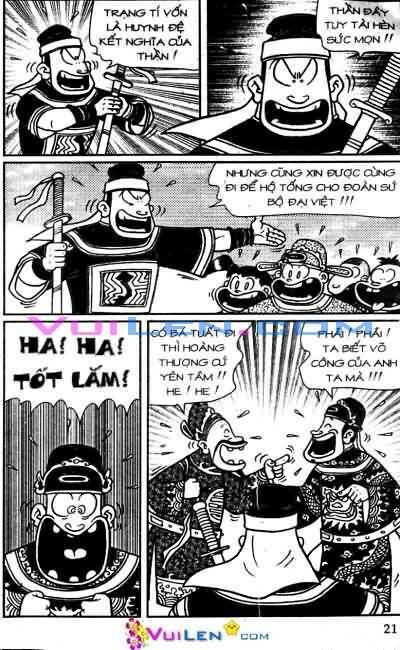 TRẠNG TÍ VỐN
LÀ HUYNH ĐỆ
KẾT NGHĨA CỦA
THẦN !
THẦN ĐÂY
TUY TÀI HÈN
SỨC MỌN !!
NHƯNG CŨNG XIN ĐƯỢC CÙNG
ĐI ĐỂ HỘ TỐNG CHO ĐOÀN SỨ
BỘ ĐẠI VIỆT !!!
VUILEN.COM
HA! HA!
TỐT LẮM!
CÓ BÁ TUẤT ĐI
THÌ HOÀNG
THƯỢNG CỨ
YÊN TÂM !!
HE ! HE !
PHẢI ! PHẢI !
TA BIẾT VÕ
CÔNG CỦA ANH
TA MÀ !!!
21
VUILEN.COM